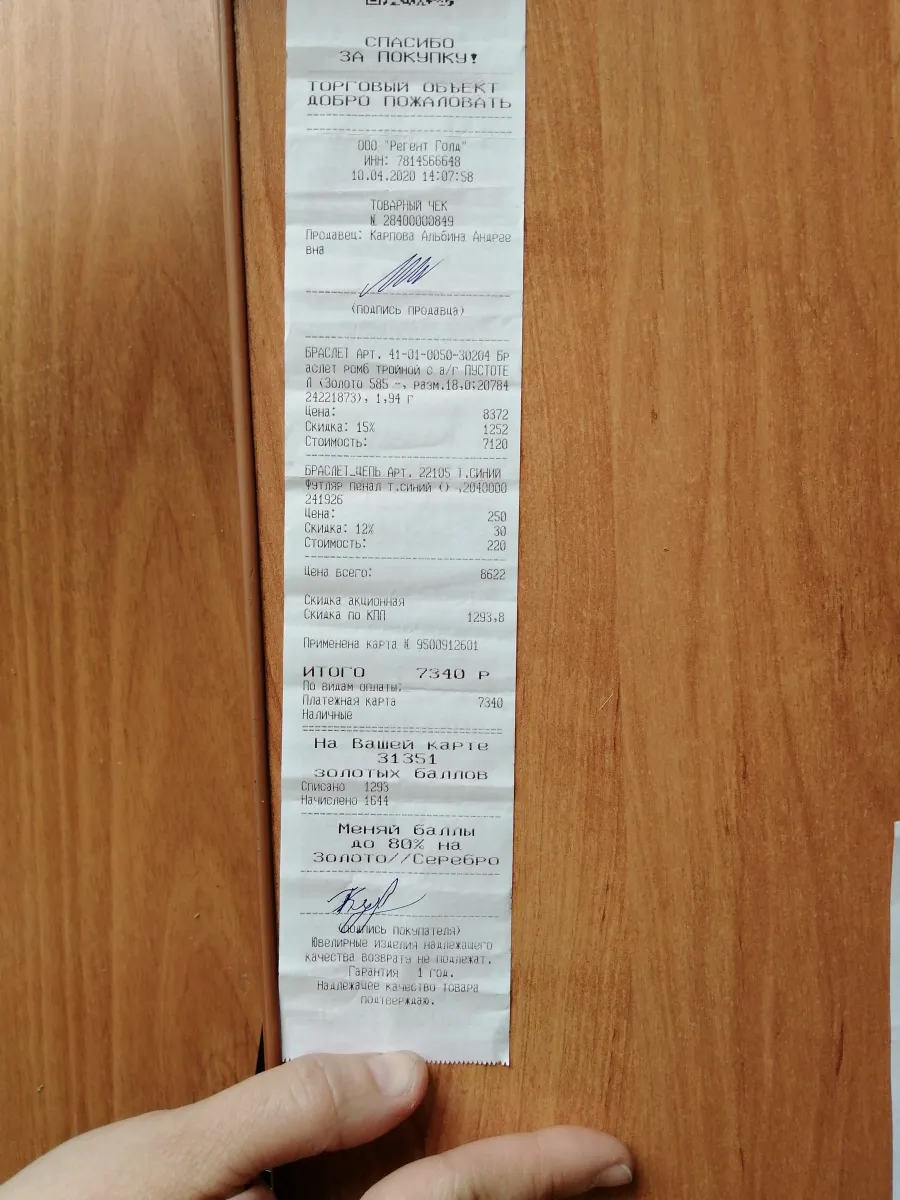 СПАСИБО
ЗА ПОКУПКУ!
ТОРГОВЫЙ ОБЪЕКТ
ДОБРО ПОЖАЛОВАТЬ
ООО "Регент Голд"
ИНН: 7814566648
10.04.2020 14:07:58
ТОВАРНЫЙ ЧЕК
№ 28400000849
Продавец: Карпова Альбина Андрее
вна
(подпись продавца)
БРАСЛЕТ Арт. 41-01-0050-30204 Бр
аслет ромб тройной с а/г ПУСТОТЕ
Л (Золото 585 -, разм.18,0;20784
24221873), 1,94 г
Цена: 8372
Скидка: 15% 1252
Стоимость: 7120
БРАСЛЕТ_ЦЕПЬ Арт. 22105 Т.СИНИЙ
Футляр пенал т.синий () ,2040000
241926
Цена: 250
Скидка: 12% 30
Стоимость: 220
Цена всего: 8622
Скидка акционная
Скидка по КПП 1293,8
Применена карта № 9500912601
ИТОГО 7340 Р
По видам оплаты:
Платежная карта 7340
Наличные
На Вашей карте
31351
золотых баллов
Списано 1293
Начислено 1644
Меняй баллы
до 80% на
Золото//Серебро
(подпись покупателя)
Ювелирные изделия надлежащего
качества возврату не подлежат.
Гарантия 1 год.
Надлежащее качество товара
подтверждаю.